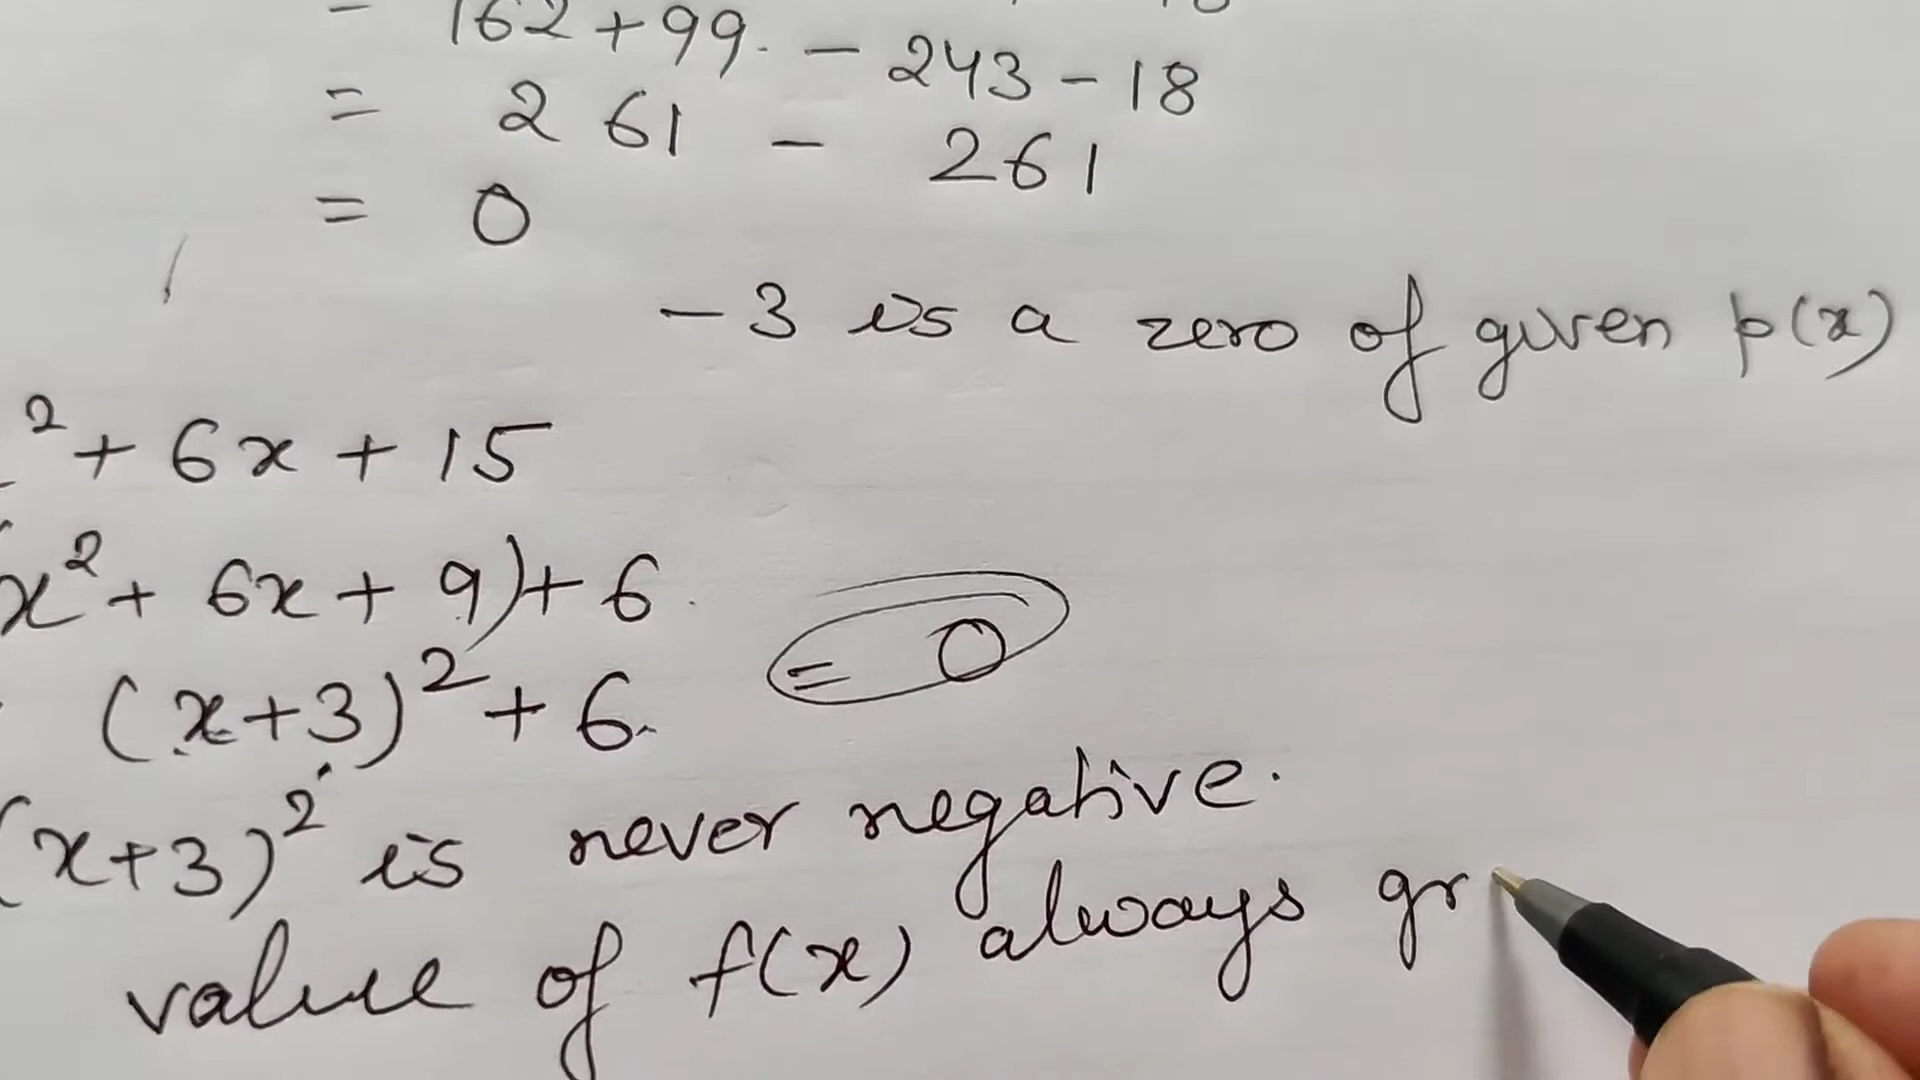 = 162 + 99. - 243 - 18
= 261 - 261
= 0
- 3 is a zero of given p(x)
² + 6x + 15
x² + 6x + 9) + 6
= 0
(x+3)² + 6.
(x+3)² is never negative.
value of f(x) always gr